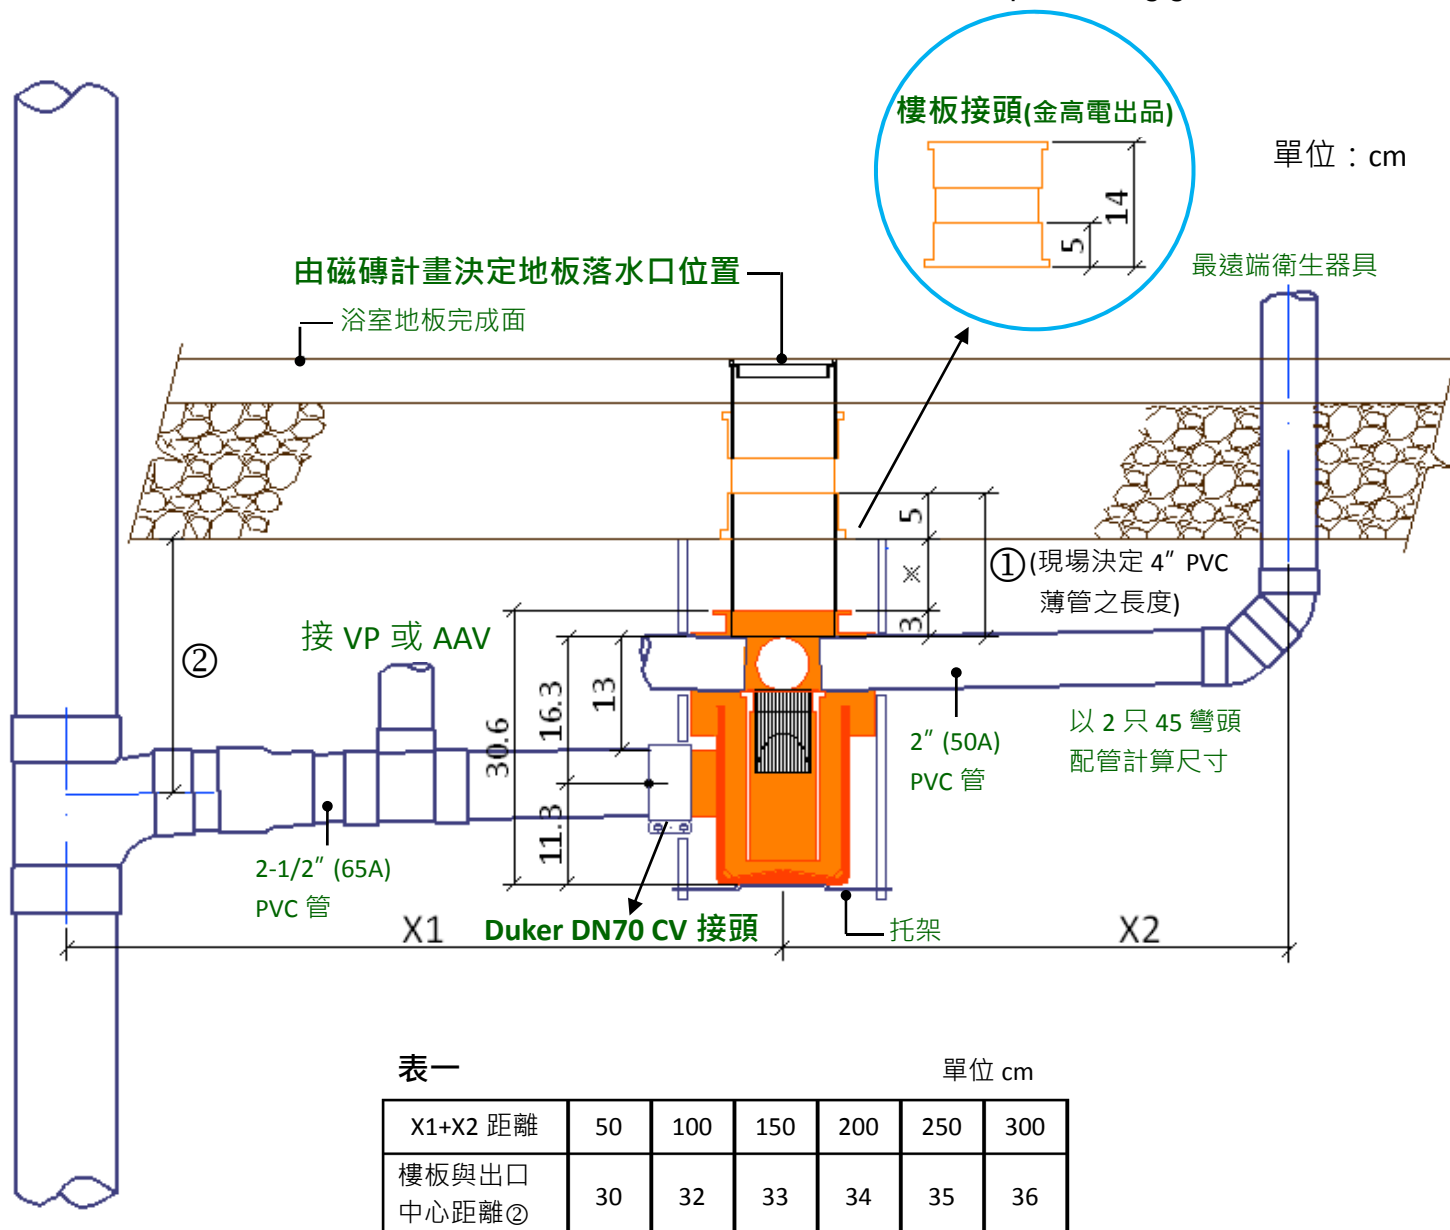 樓板接頭(金高電出品)
單位：cm
14
5
最遠端衛生器具
由磁磚計畫決定地板落水口位置
浴室地板完成面
5
※
3
①(現場決定 4" PVC
薄管之長度)
接 VP 或 AAV
②
30.6
16.3
13
11.3
2" (50A)
PVC 管
以 2 只 45 彎頭
配管計算尺寸
2-1/2" (65A)
PVC 管
X1
Duker DN70 CV 接頭
托架
X2
表一
單位 cm
X1+X2 距離 50 100 150 200 250 300
樓板與出口
中心距離② 30 32 33 34 35 36